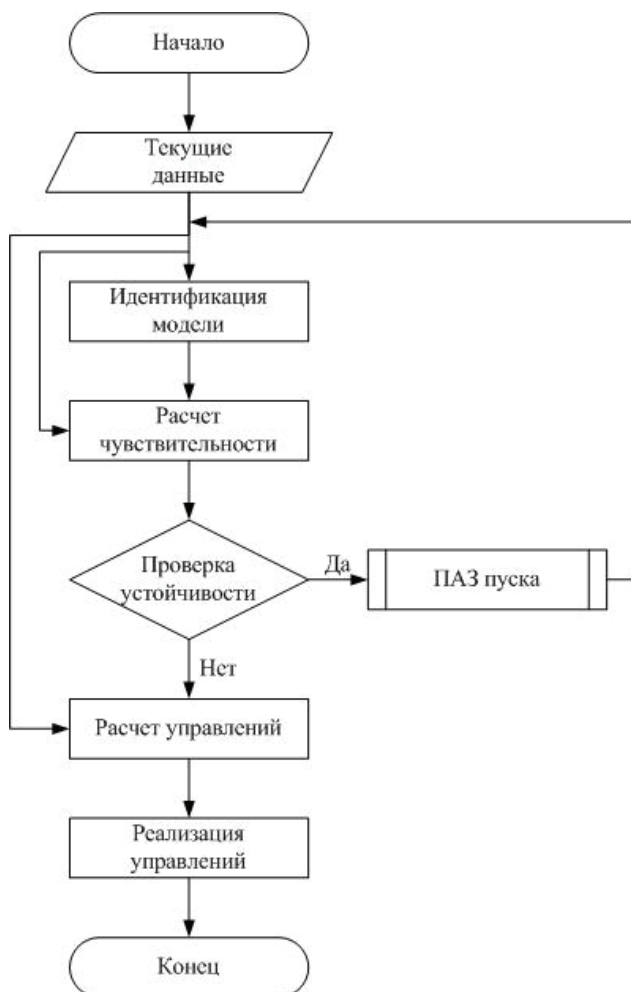 Начало
Текущие
данные
Идентификация
модели
Расчет
чувствительности
Проверка
устойчивости
Да
ПАЗ пуска
Нет
Расчет управлений
Реализация
управлений
Конец